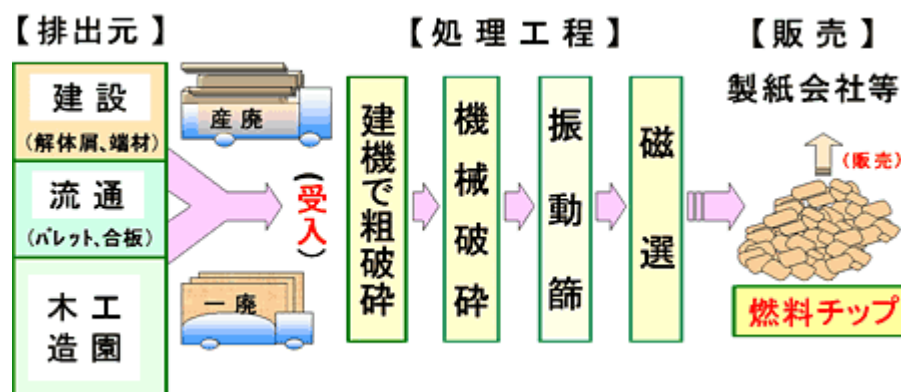 【排出元】
建設
(解体屑、端材)
流通
(パレット、合板)
木工
造園
産廃
(受入)
一廃
【処理工程】
建機で粗破砕
機械破砕
振動篩
磁選
【販売】
製紙会社等
(販売)
燃料チップ